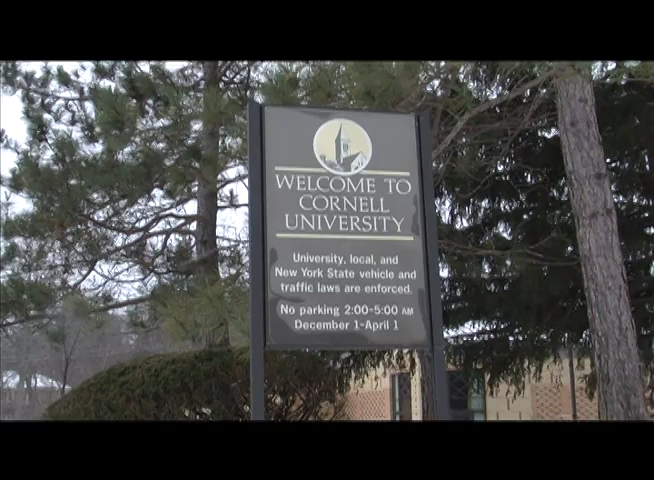 WELCOME TO
CORNELL
UNIVERSITY
University, local, and
New York State vehicle and
traffic laws are enforced.
No parking 2:00-5:00 AM
December 1-April 1